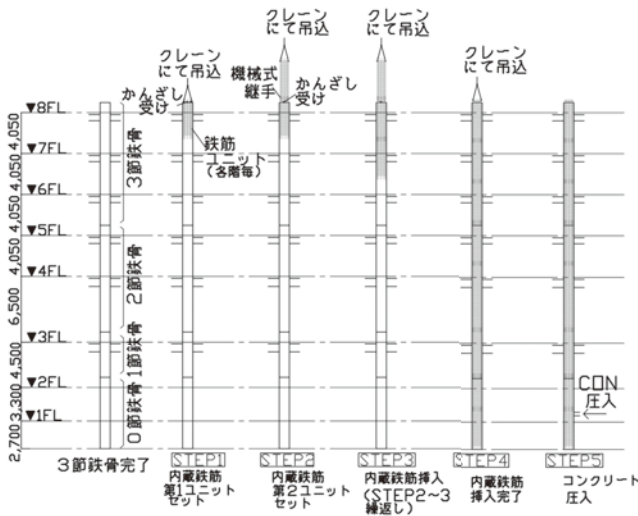 クレーン
にて吊込
クレーン
にて吊込
クレーン
にて吊込
クレーン
にて吊込
機械式
継手
かんざし
受け
かんざし
受け
鉄筋
ユニット
(各階毎)
▼8FL
▼7FL
▼6FL
▼5FL
▼4FL
▼3FL
▼2FL
▼1FL
4,050
4,050
4,050
4,050
6,500
4,500
3,300
2,700
3節鉄骨
2節鉄骨
1節鉄骨
0節鉄骨
CON
圧入
3節鉄骨完了
STEP1
内蔵鉄筋
第1ユニット
セット
STEP2
内蔵鉄筋
第2ユニット
セット
STEP3
内蔵鉄筋挿入
(STEP2~3
繰返し)
STEP4
内蔵鉄筋
挿入完了
STEP5
コンクリート
圧入